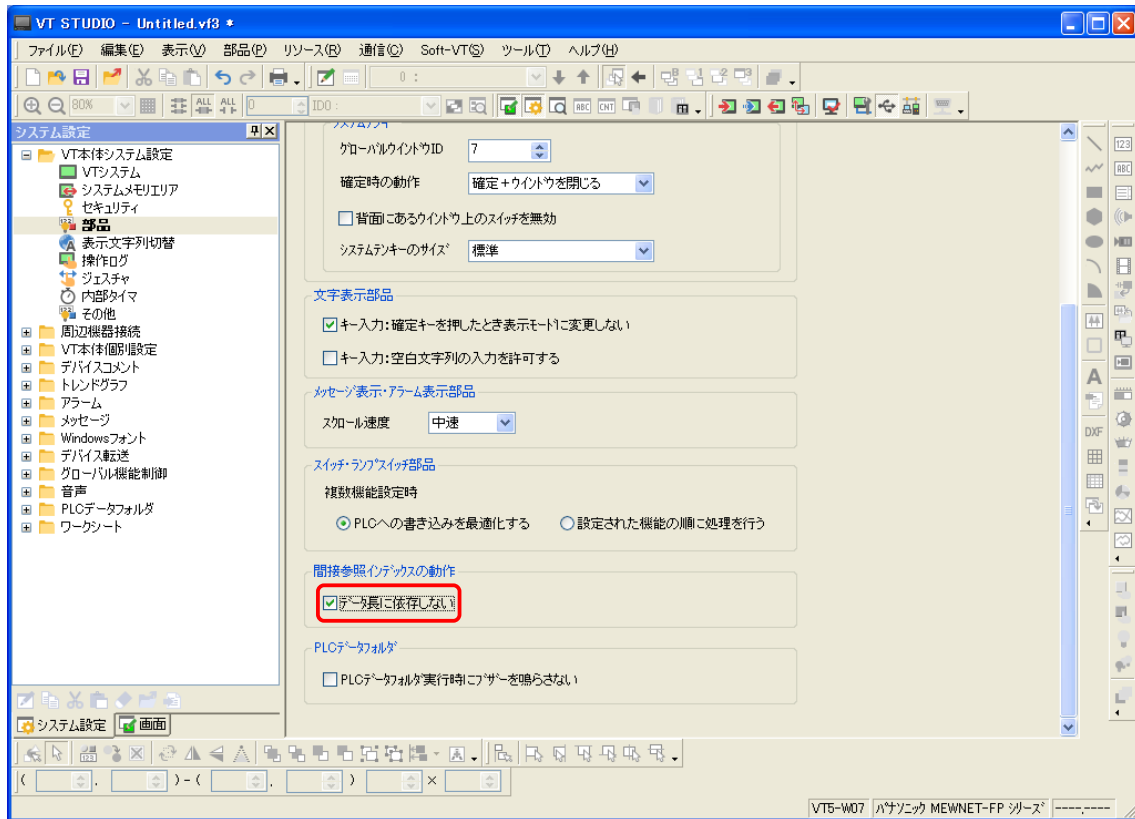 VT STUDIO - Untitled.vf3 *
ファイル(F) 編集(E) 表示(V) 部品(P) リソース(R) 通信(C) Soft-VT(S) ツール(T) ヘルプ(H)
0 :
80% ALL ALL 0 ID0 : ABC CNT
システム設定
VT本体システム設定
VTシステム
システムメモリエリア
セキュリティ
部品
表示文字列切替
操作ログ
ジェスチャ
内部タイマ
その他
周辺機器接続
VT本体個別設定
デバイスコメント
トレンドグラフ
アラーム
メッセージ
Windowsフォント
デバイス転送
グローバル機能制御
音声
PLCデータフォルダ
ワークシート
システム設定 画面
システムテンキー
グローバルウインドウID 7
確定時の動作 確定+ウインドウを閉じる
背面にあるウインドウ上のスイッチを無効
システムテンキーのサイズ 標準
文字表示部品
キー入力:確定キーを押したとき表示モードに変更しない
キー入力:空白文字列の入力を許可する
メッセージ表示・アラーム表示部品
スクロール速度 中速
スイッチ・ランプスイッチ部品
複数機能設定時
PLCへの書き込みを最適化する 設定された機能の順に処理を行う
間接参照インデックスの動作
データ長に依存しない
PLCデータフォルダ
PLCデータフォルダ実行時にブザーを鳴らさない
123
ABC
A
DXF
( , ) - ( , ) ×
VT5-W07 パナソニック MEWNET-FP シリーズ ----,----